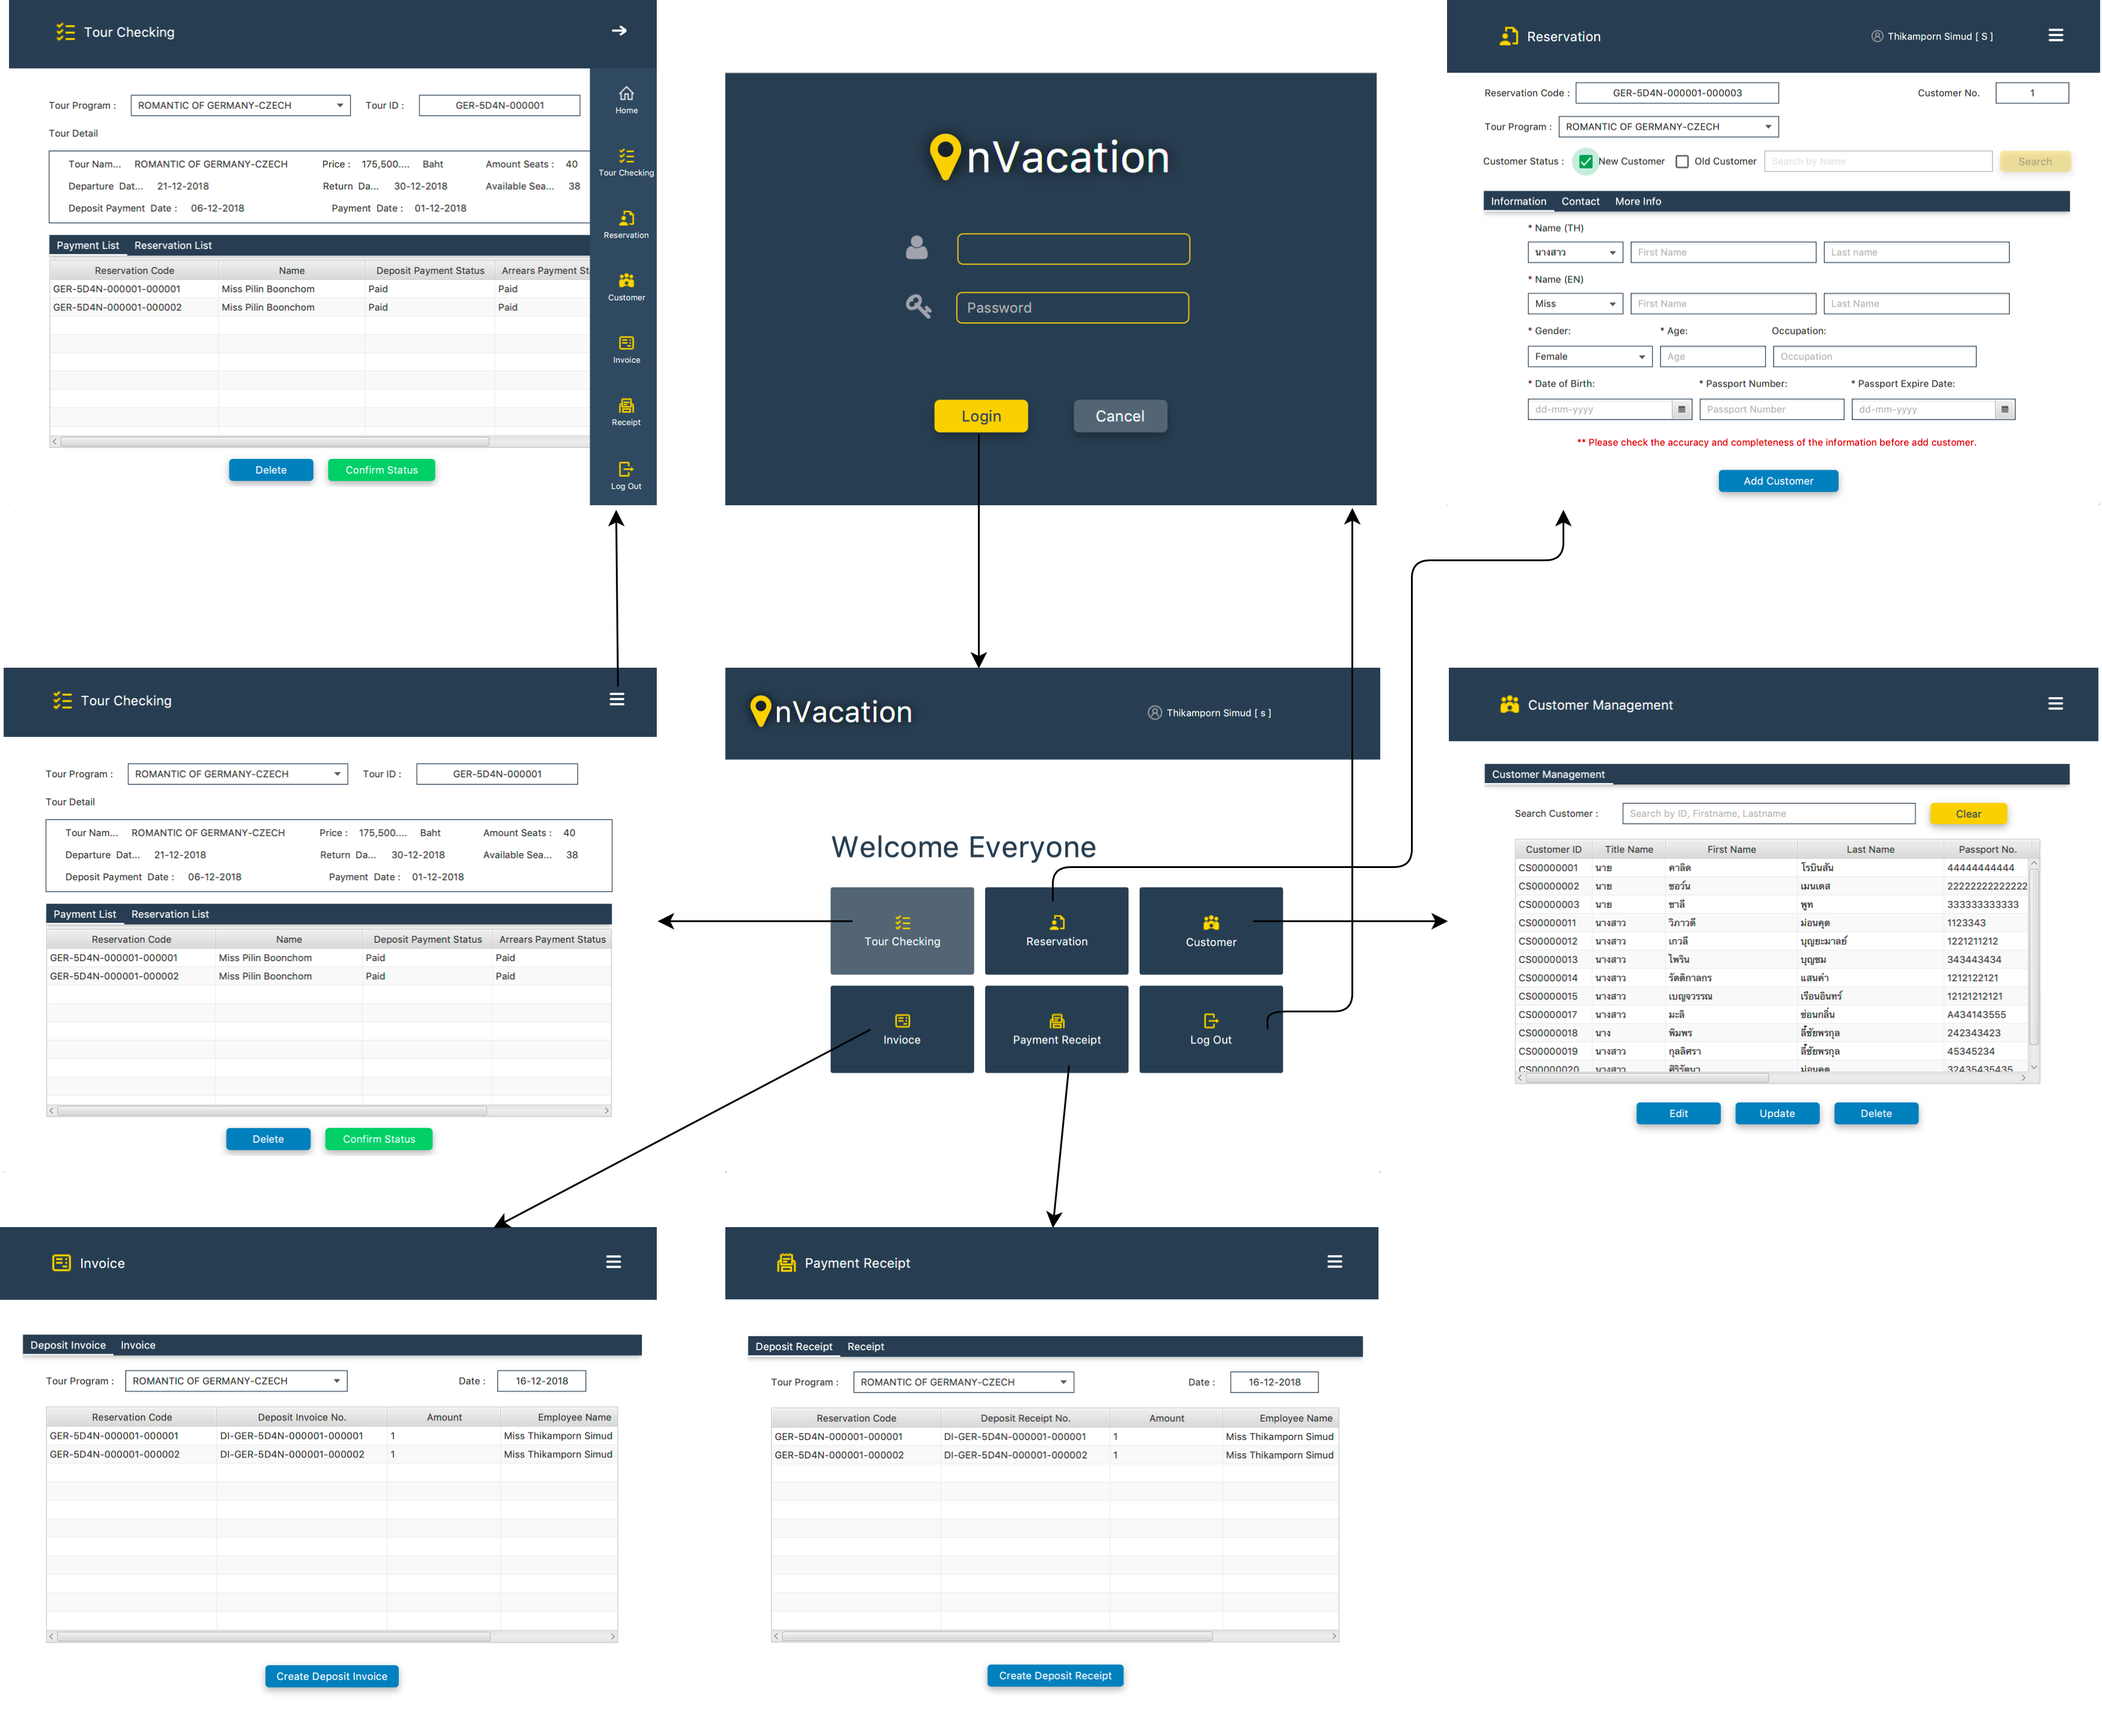 Tour Checking
Tour Program : ROMANTIC OF GERMANY-CZECH Tour ID : GER-5D4N-000001
Tour Detail
Tour Nam... ROMANTIC OF GERMANY-CZECH Price : 175,500.... Baht Amount Seats : 40
Departure Dat... 21-12-2018 Return Da... 30-12-2018 Available Sea... 38
Deposit Payment Date : 06-12-2018 Payment Date : 01-12-2018
Payment List Reservation List
Reservation Code Name Deposit Payment Status Arrears Payment St
GER-5D4N-000001-000001 Miss Pilin Boonchom Paid Paid
GER-5D4N-000001-000002 Miss Pilin Boonchom Paid Paid
Delete Confirm Status
Home
Tour Checking
Reservation
Customer
Invoice
Receipt
Log Out
nVacation
Password
Login Cancel
Reservation Thikamporn Simud [ S ]
Reservation Code : GER-5D4N-000001-000003 Customer No. 1
Tour Program : ROMANTIC OF GERMANY-CZECH
Customer Status : New Customer Old Customer Search by Name Search
Information Contact More Info
* Name (TH)
นางสาว First Name Last name
* Name (EN)
Miss First Name Last Name
* Gender: * Age: Occupation:
Female Age Occupation
* Date of Birth: * Passport Number: * Passport Expire Date:
dd-mm-yyyy Passport Number dd-mm-yyyy
** Please check the accuracy and completeness of the information before add customer.
Add Customer
Tour Checking
Tour Program : ROMANTIC OF GERMANY-CZECH Tour ID : GER-5D4N-000001
Tour Detail
Tour Nam... ROMANTIC OF GERMANY-CZECH Price : 175,500.... Baht Amount Seats : 40
Departure Dat... 21-12-2018 Return Da... 30-12-2018 Available Sea... 38
Deposit Payment Date : 06-12-2018 Payment Date : 01-12-2018
Payment List Reservation List
Reservation Code Name Deposit Payment Status Arrears Payment Status
GER-5D4N-000001-000001 Miss Pilin Boonchom Paid Paid
GER-5D4N-000001-000002 Miss Pilin Boonchom Paid Paid
Delete Confirm Status
nVacation Thikamporn Simud [ s ]
Welcome Everyone
Tour Checking Reservation Customer
Invioce Payment Receipt Log Out
Customer Management
Customer Management
Search Customer : Search by ID, Firstname, Lastname Clear
Customer ID Title Name First Name Last Name Passport No.
CS00000001 นาย คาลิด โรบินสัน 44444444444
CS00000002 นาย ชอว์น เมนเดส 22222222222222
CS00000003 นาย ชาลี พูท 333333333333
CS00000011 นางสาว วิภาวดี ม่อนคุต 1123343
CS00000012 นางสาว เกวลี บุญยะมาลย์ 1221211212
CS00000013 นางสาว ไพริน บุญชม 343443434
CS00000014 นางสาว รัตติกาลกร แสนคำ 1212122121
CS00000015 นางสาว เบญจวรรณ เรือนอินทร์ 12121212121
CS00000017 นางสาว มะลิ ซ่อนกลิ่น A434143555
CS00000018 นาง พิมพร ลี้ชัยพรกุล 242343423
CS00000019 นางสาว กุลลิศรา ลี้ชัยพรกุล 45345234
CS00000020 นางสาว ศิริรัตนา ม่อนคุต 32435435435
Edit Update Delete
Invoice
Deposit Invoice Invoice
Tour Program : ROMANTIC OF GERMANY-CZECH Date : 16-12-2018
Reservation Code Deposit Invoice No. Amount Employee Name
GER-5D4N-000001-000001 DI-GER-5D4N-000001-000001 1 Miss Thikamporn Simud
GER-5D4N-000001-000002 DI-GER-5D4N-000001-000002 1 Miss Thikamporn Simud
Create Deposit Invoice
Payment Receipt
Deposit Receipt Receipt
Tour Program : ROMANTIC OF GERMANY-CZECH Date : 16-12-2018
Reservation Code Deposit Receipt No. Amount Employee Name
GER-5D4N-000001-000001 DI-GER-5D4N-000001-000001 1 Miss Thikamporn Simud
GER-5D4N-000001-000002 DI-GER-5D4N-000001-000002 1 Miss Thikamporn Simud
Create Deposit Receipt